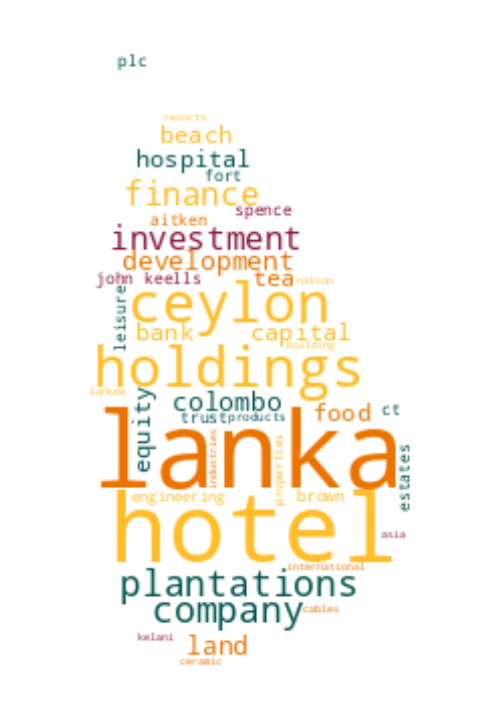 plc
resorts
beach
hospital
fort
finance
spence
aitken
investment
development
john keells
tea
nation
leisure
ceylon
bank
capital
building
holdings
lankem
equity
colombo
food
ct
trust
products
lanka
industries
properties
estates
engineering
brown
hotel
asia
international
plantations
company
cables
kelani
land
ceramic